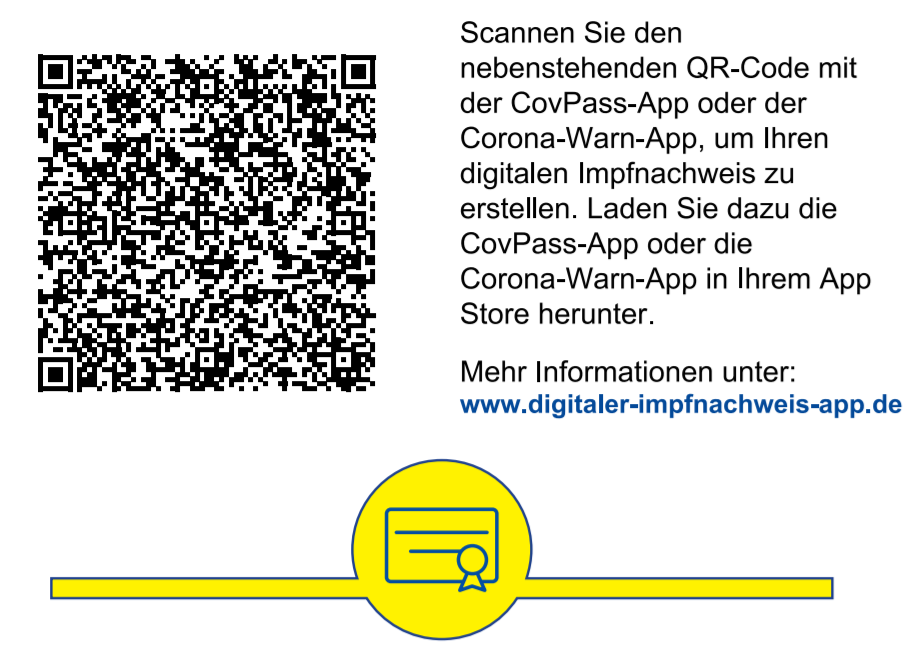 Scannen Sie den
nebenstehenden QR-Code mit
der CovPass-App oder der
Corona-Warn-App, um Ihren
digitalen Impfnachweis zu
erstellen. Laden Sie dazu die
CovPass-App oder die
Corona-Warn-App in Ihrem App
Store herunter.
Mehr Informationen unter:
www.digitaler-impfnachweis-app.de